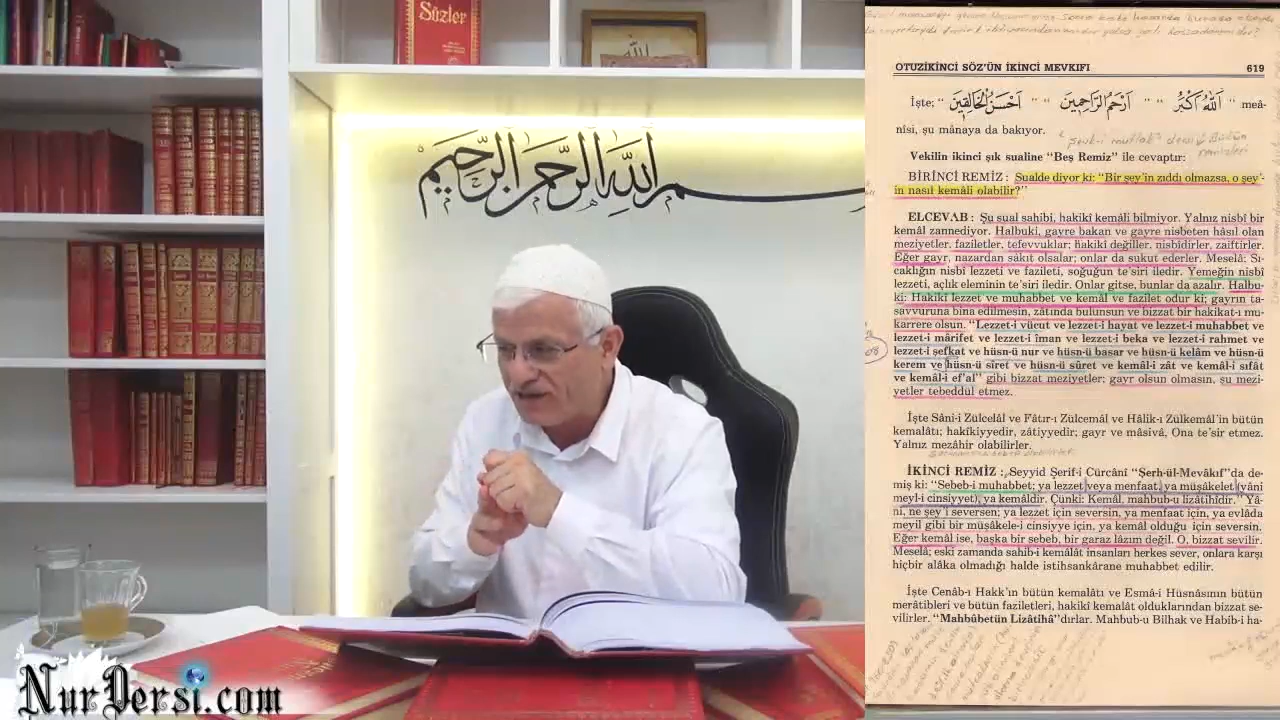 Sözler
الله
بسم الله الرحمن الرحيم
NurDersi.com
OTUZİKİNCİ SÖZ'ÜN İKİNCİ MEVKIFI 619
İşte; " اَللّٰهُ اَكْبَرُ " " اَرْحَمُ الرَّاحِمِينَ " " اَحْسَنُ الْخَالِقِينَ " meâ-
nîsi, şu mânaya da bakıyor.
Vekilin ikinci şık sualine "Beş Remiz" ile cevaptır:
BİRİNCİ REMİZ : Sualde diyor ki: "Bir şey'in zıddı olmazsa, o şey'-
in nasıl kemâli olabilir?"
ELCEVAB : Şu sual sahibi, hakikî kemâli bilmiyor. Yalnız nisbî bir
kemâl zannediyor. Halbuki, gayre bakan ve gayre nisbeten hâsıl olan
meziyetler, faziletler, tefevvuklar; hakikî değiller, nisbîdirler, zaiftirler.
Eğer gayr, nazardan sâkıt olsalar; onlar da sukut ederler. Meselâ: Sı-
caklığın nisbî lezzeti ve fazileti, soğuğun te'siri iledir. Yemeğin nisbî
lezzeti, açlık eleminin te'siri iledir. Onlar gitse, bunlar da azalır. Halbu-
ki: Hakikî lezzet ve muhabbet ve kemâl ve fazilet odur ki; gayrın ta-
savvuruna bina edilmesin, zâtında bulunsun ve bizzat bir hakikat-ı mu-
karrere olsun. "Lezzet-i vücut ve lezzet-i hayat ve lezzet-i muhabbet ve
lezzet-i mârifet ve lezzet-i îman ve lezzet-i beka ve lezzet-i rahmet ve
lezzet-i şefkat ve hüsn-ü nur ve hüsn-ü basar ve hüsn-ü kelâm ve hüsn-ü
kerem ve hüsn-ü sîret ve hüsn-ü sûret ve kemâl-i zât ve kemâl-i sıfât
ve kemâl-i ef'al" gibi bizzat meziyetler; gayr olsun olmasın, şu mezi-
yetler tebeddül etmez.
İşte Sâni-i Zülcelâl ve Fâtır-ı Zülcemâl ve Hâlik-ı Zülkemâl'in bütün
kemalâtı; hakîkiyyedir, zâtiyyedir; gayr ve mâsivâ, Ona te'sir etmez.
Yalnız mezâhir olabilirler.
İKİNCİ REMİZ : Seyyid Şerif-i Cürcânî "Şerh-ül-Mevâkıf"da de-
miş ki: "Sebeb-i muhabbet; ya lezzet veya menfaat, ya müşâkelet (yâni
meyl-i cinsiyyet), ya kemâldir. Çünki: Kemâl, mahbub-u lizâtihîdir." Yâ-
ni, ne şey'i seversen; ya lezzet için seversin, ya menfaat için, ya evlâda
meyil gibi bir müşâkele-i cinsiyye için, ya kemâl olduğu için seversin.
Eğer kemâl ise, başka bir sebeb, bir garaz lâzım değil. O, bizzat sevilir.
Meselâ; eski zamanda sahib-i kemâlât insanları herkes sever, onlara karşı
hiçbir alâka olmadığı halde istihsankârane muhabbet edilir.
İşte Cenâb-ı Hakk'ın bütün kemalâtı ve Esma-i Hüsnâsının bütün
merâtibleri ve bütün faziletleri, hakikî kemalât olduklarından bizzat se-
vilirler. "Mahbûbetün Lizâtihâ"dırlar. Mahbub-u Bilhak ve Habîb-i ha-